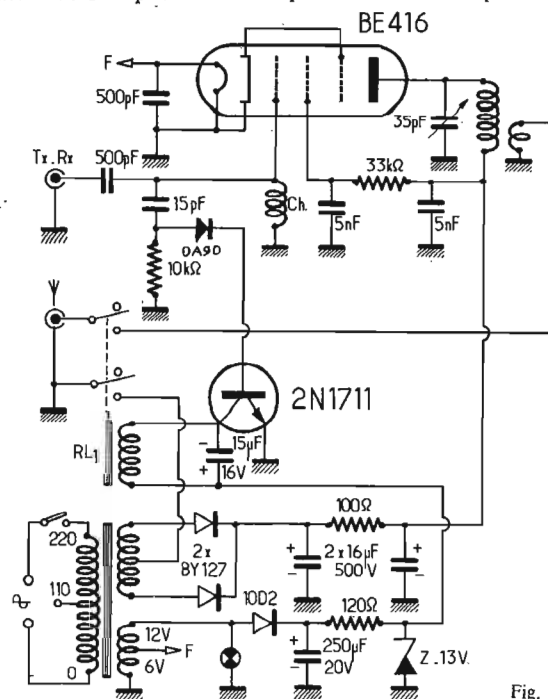 BE416
F
500pF
35pF
Tx.Rx
500pF
33kΩ
15pF
Ch.
5nF
5nF
OA90
10kΩ
2N1711
15µF
16V
RL1
100Ω
220
2x
BY127
2x16µF
500V
110
10D2
120Ω
12V
F
6V
250µF
20V
Z.13V.
0
Fig.